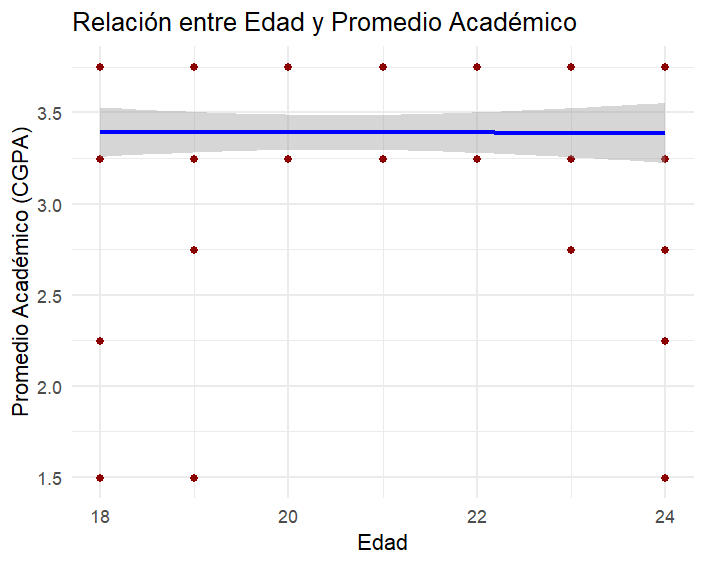 Relación entre Edad y Promedio Académico
Promedio Académico (CGPA)
3.5
3.0
2.5
2.0
1.5
18 20 22 24
Edad